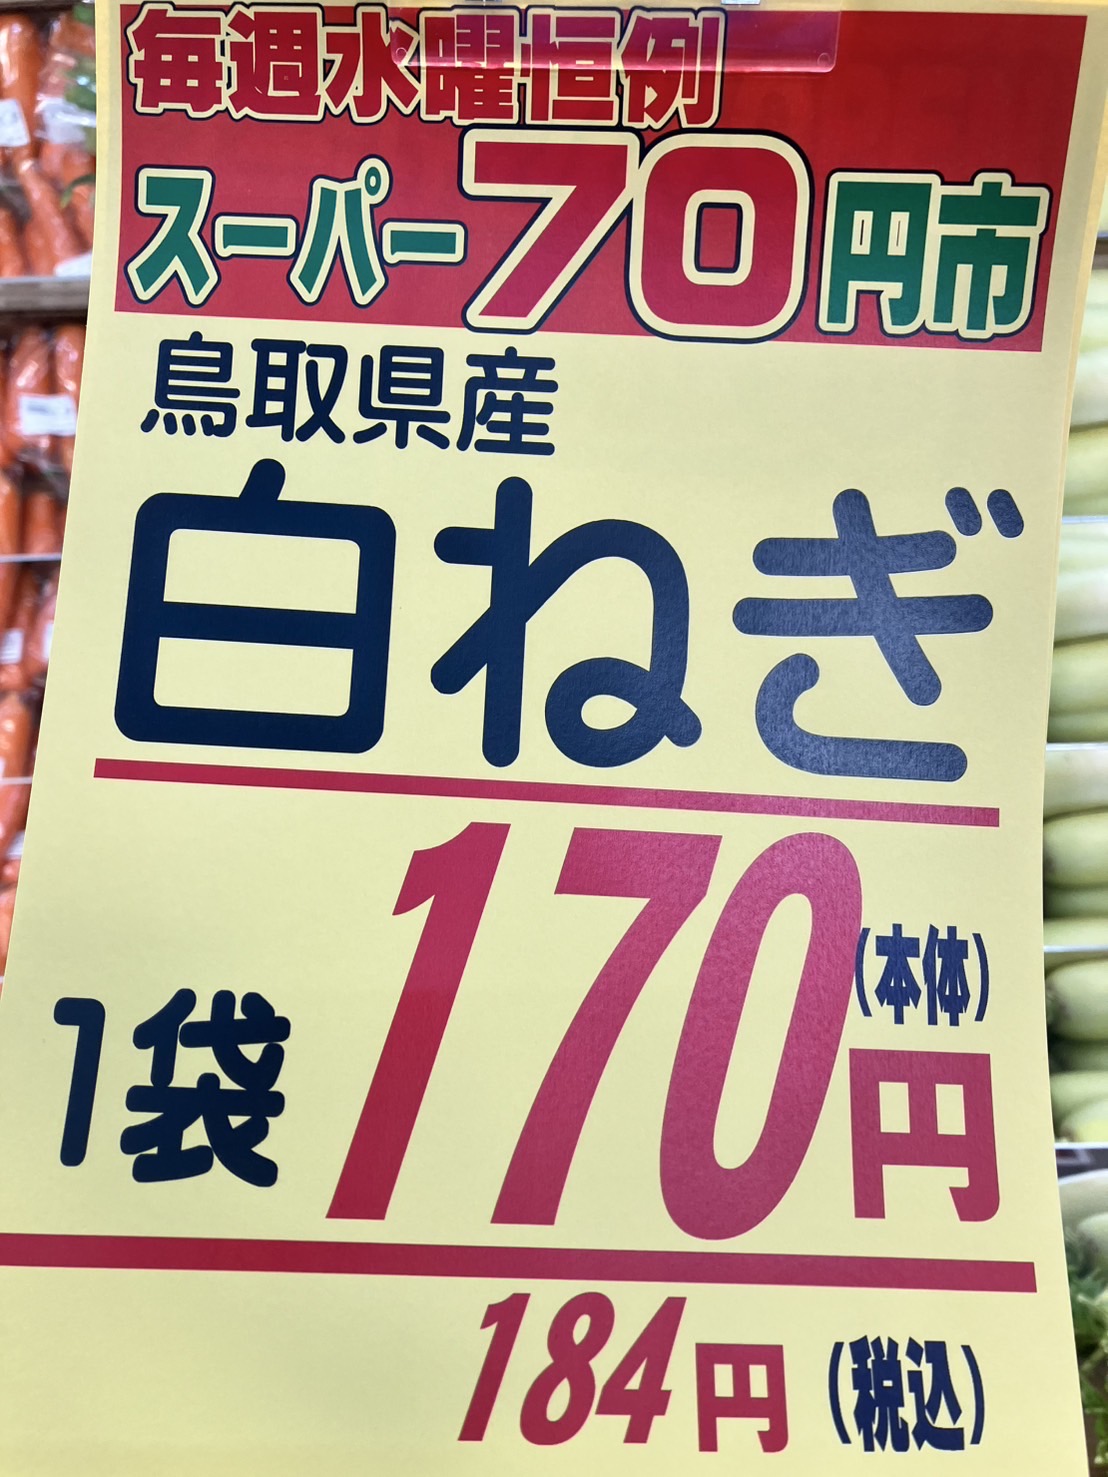 毎週水曜恒例
スーパー70円市
鳥取県産
白ねぎ
1袋 170円(本体)
184円(税込)